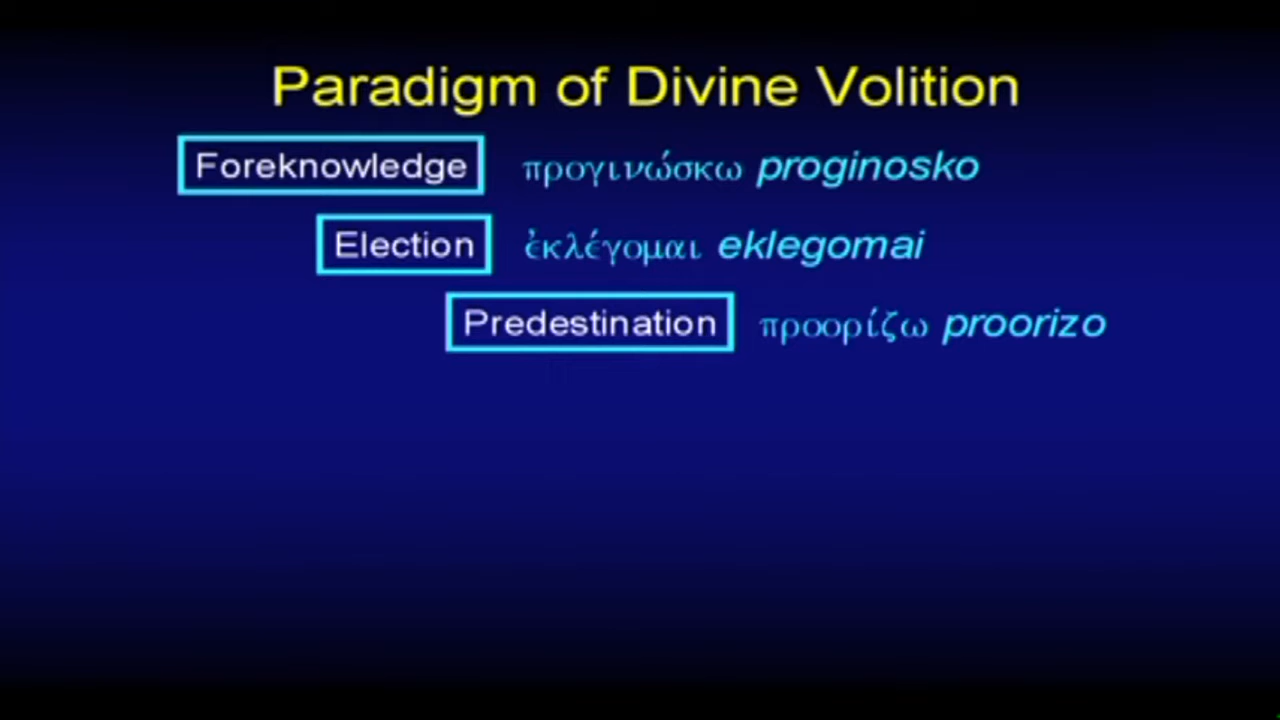 Paradigm of Divine Volition
Foreknowledge προγινώσκω proginosko
Election ἐκλέγομαι eklegomai
Predestination προορίζω proorizo